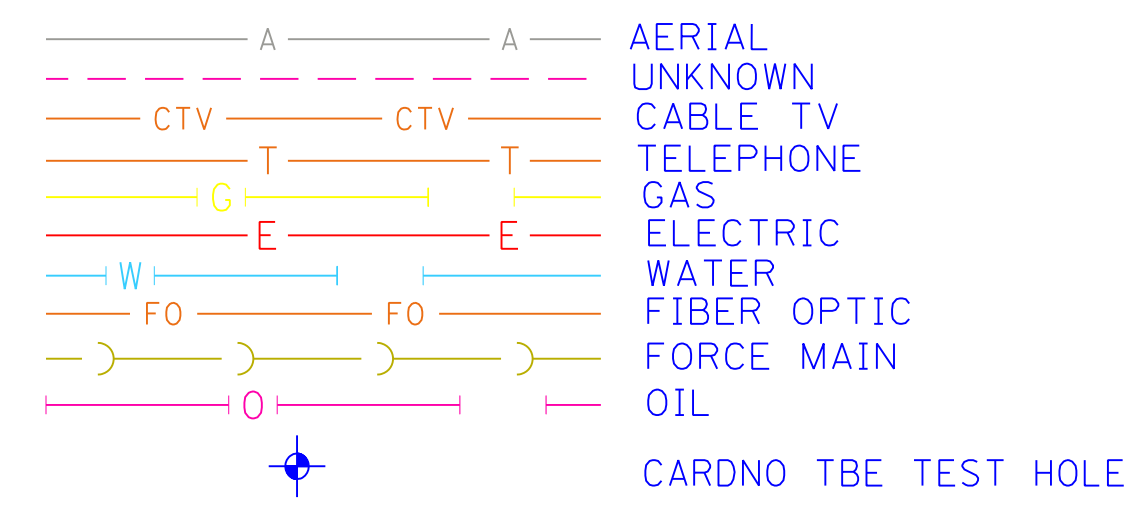 A A AERIAL
UNKNOWN
CTV CTV CABLE TV
T T TELEPHONE
G GAS
E E ELECTRIC
W WATER
FO FO FIBER OPTIC
FORCE MAIN
O OIL
CARDNO TBE TEST HOLE